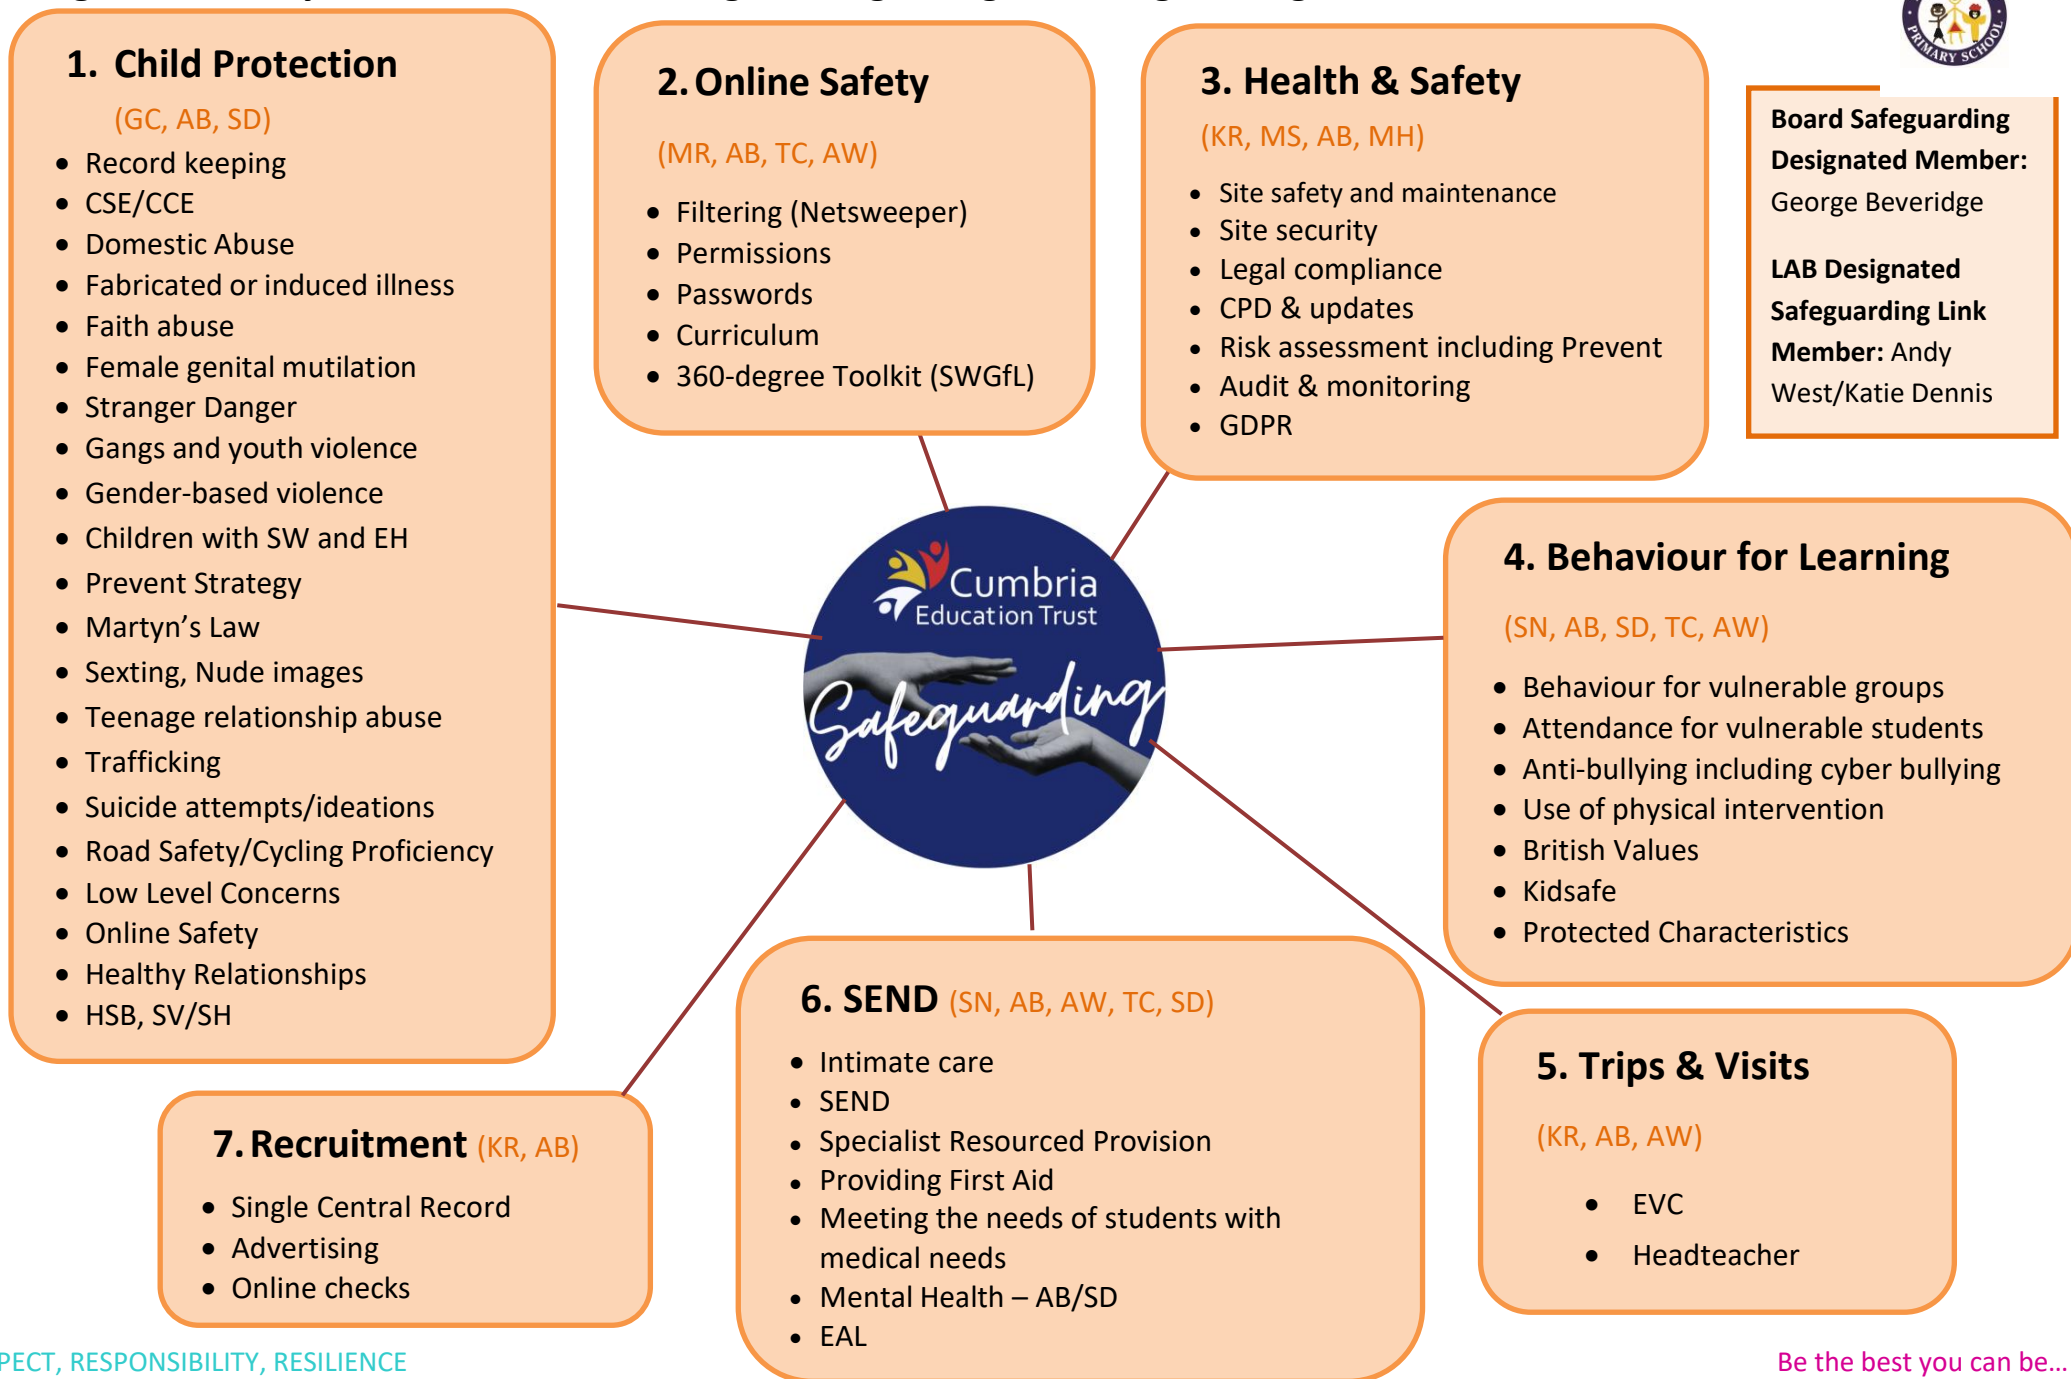 1. Child Protection
(GC, AB, SD)
• Record keeping
• CSE/CCE
• Domestic Abuse
• Fabricated or induced illness
• Faith abuse
• Female genital mutilation
• Stranger Danger
• Gangs and youth violence
• Gender-based violence
• Children with SW and EH
• Prevent Strategy
• Martyn’s Law
• Sexting, Nude images
• Teenage relationship abuse
• Trafficking
• Suicide attempts/ideations
• Road Safety/Cycling Proficiency
• Low Level Concerns
• Online Safety
• Healthy Relationships
• HSB, SV/SH
2. Online Safety
(MR, AB, TC, AW)
• Filtering (Netsweeper)
• Permissions
• Passwords
• Curriculum
• 360-degree Toolkit (SWGfL)
3. Health & Safety
(KR, MS, AB, MH)
• Site safety and maintenance
• Site security
• Legal compliance
• CPD & updates
• Risk assessment including Prevent
• Audit & monitoring
• GDPR
PRIMARY SCHOOL
Board Safeguarding
Designated Member:
George Beveridge
LAB Designated
Safeguarding Link
Member: Andy
West/Katie Dennis
Cumbria
Education Trust
Safeguarding
4. Behaviour for Learning
(SN, AB, SD, TC, AW)
• Behaviour for vulnerable groups
• Attendance for vulnerable students
• Anti-bullying including cyber bullying
• Use of physical intervention
• British Values
• Kidsafe
• Protected Characteristics
5. Trips & Visits
(KR, AB, AW)
• EVC
• Headteacher
6. SEND (SN, AB, AW, TC, SD)
• Intimate care
• SEND
• Specialist Resourced Provision
• Providing First Aid
• Meeting the needs of students with
medical needs
• Mental Health – AB/SD
• EAL
7. Recruitment (KR, AB)
• Single Central Record
• Advertising
• Online checks
PECT, RESPONSIBILITY, RESILIENCE
Be the best you can be...